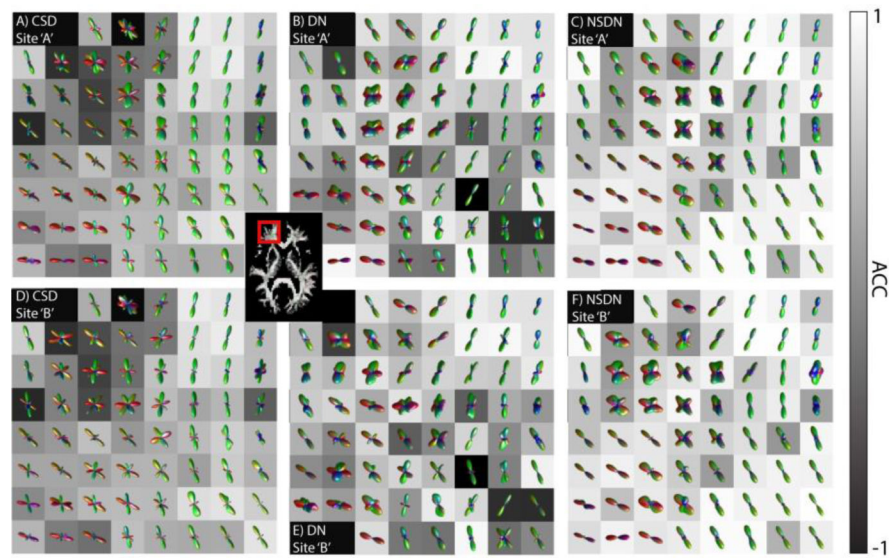 A) CSD
Site 'A'
B) DN
Site 'A'
C) NSDN
Site 'A'
1
ACC
-1
D) CSD
Site 'B'
E) DN
Site 'B'
F) NSDN
Site 'B'